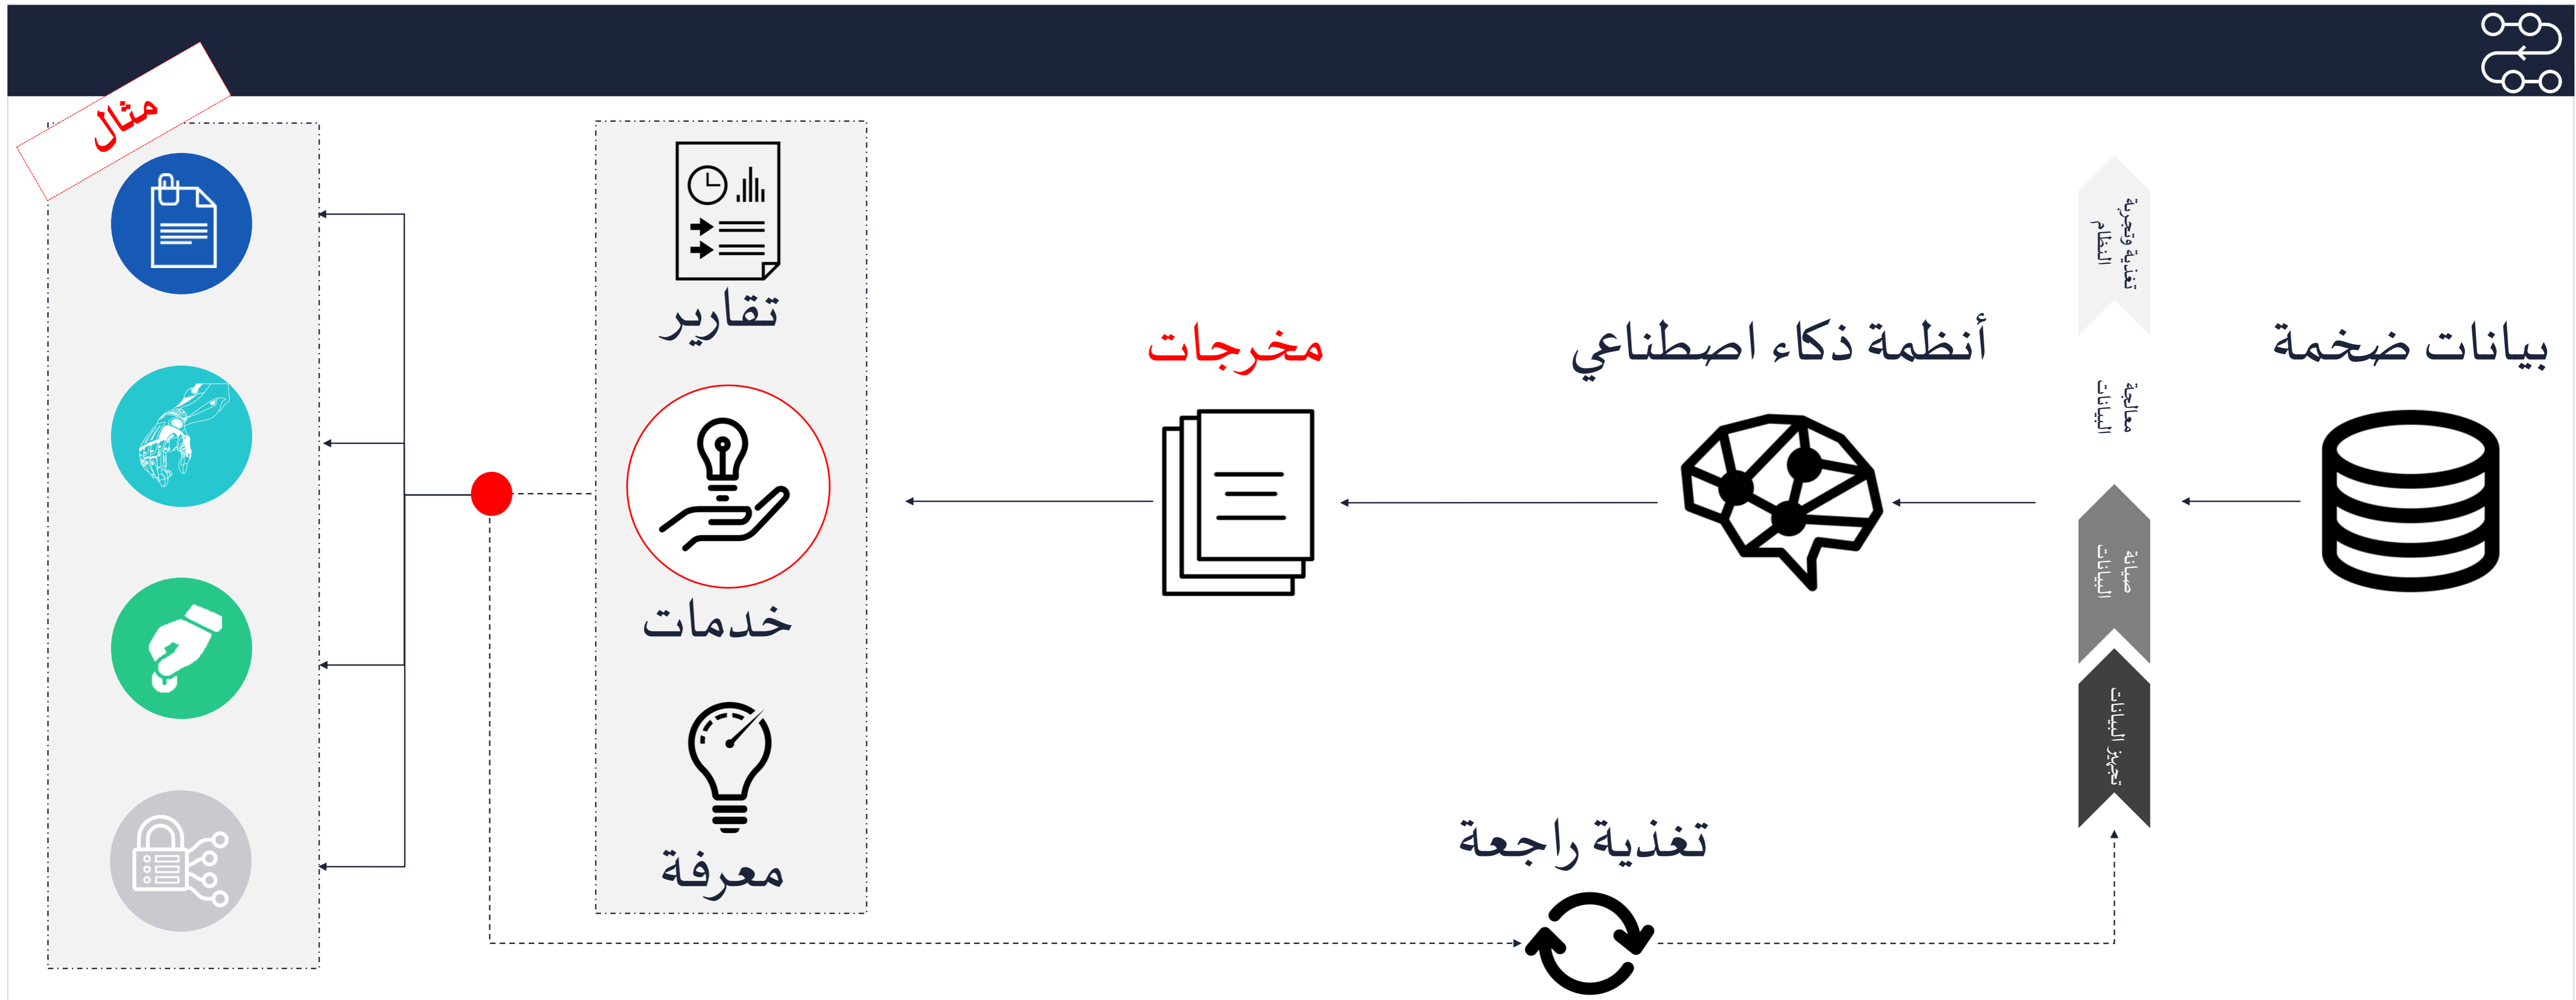 بيانات ضخمة
تغذية وتجربة
النظام
معالجة
البيانات
صيانة
البيانات
تجهيز البيانات
أنظمة ذكاء اصطناعي
مخرجات
تقارير
خدمات
معرفة
مثال
تغذية راجعة